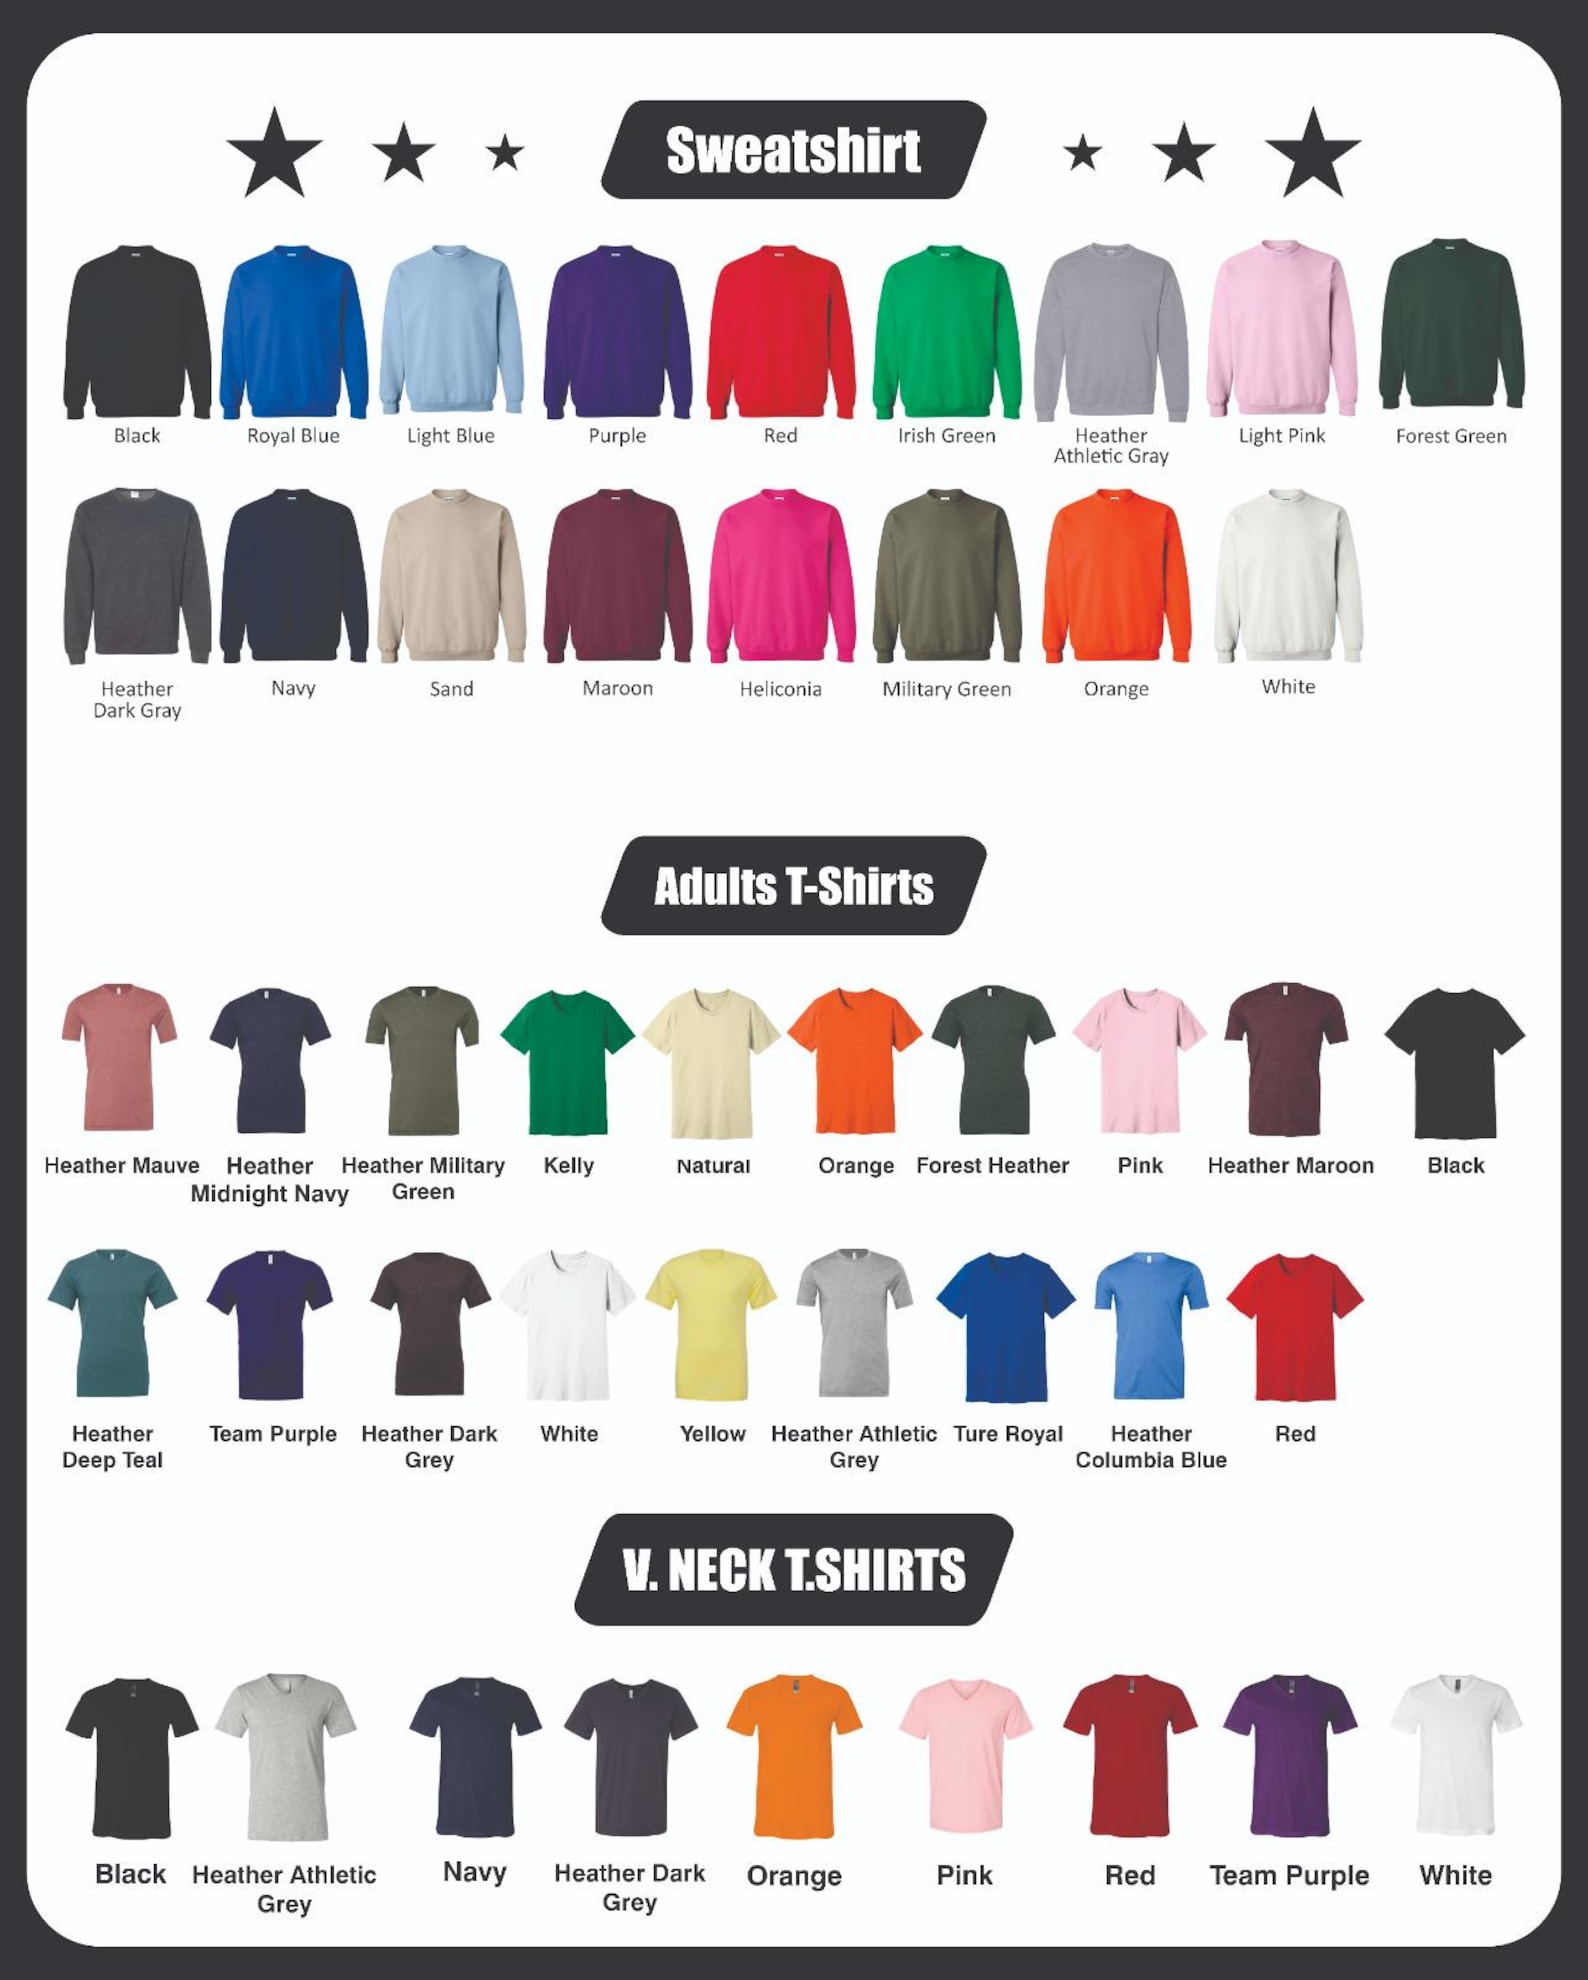 Sweatshirt
Black
Royal Blue
Light Blue
Purple
Red
Irish Green
Heather
Athletic Gray
Light Pink
Forest Green
Heather
Dark Gray
Navy
Sand
Maroon
Heliconia
Military Green
Orange
White
Adults T-Shirts
Heather Mauve
Heather
Midnight Navy
Heather Military
Green
Kelly
Natural
Orange
Forest Heather
Pink
Heather Maroon
Black
Heather
Deep Teal
Team Purple
Heather Dark
Grey
White
Yellow
Heather Athletic
Grey
Ture Royal
Heather
Columbia Blue
Red
V. NECK T.SHIRTS
Black
Heather Athletic
Grey
Navy
Heather Dark
Grey
Orange
Pink
Red
Team Purple
White